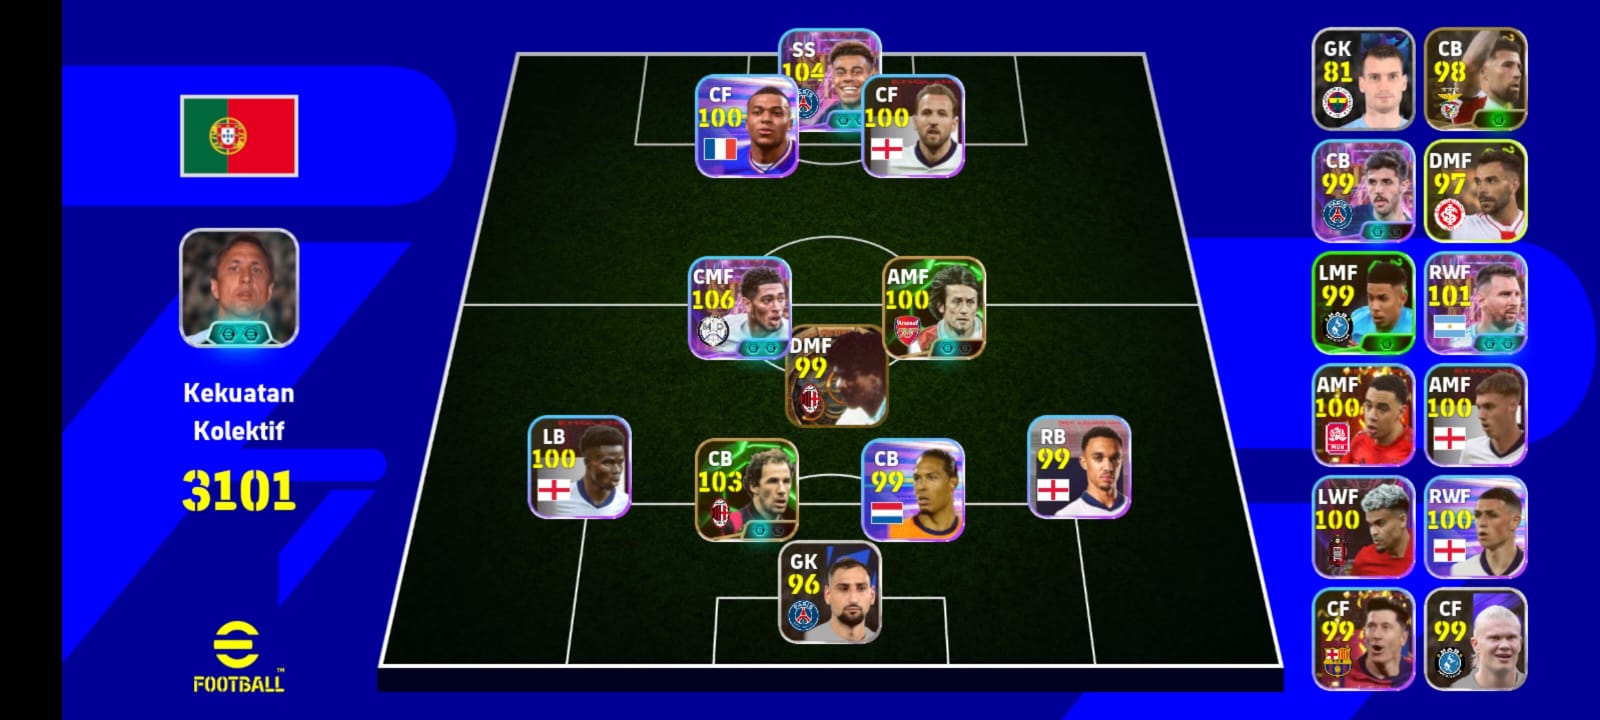 Kekuatan
Kolektif
3101
FOOTBALL™
SS
104
CF
100
CF
100
CMF
106
AMF
100
DMF
99
LB
100
CB
103
CB
99
RB
99
GK
96
GK
81
CB
98
CB
99
DMF
97
LMF
99
RWF
101
AMF
100
AMF
100
LWF
100
RWF
100
CF
99
CF
99